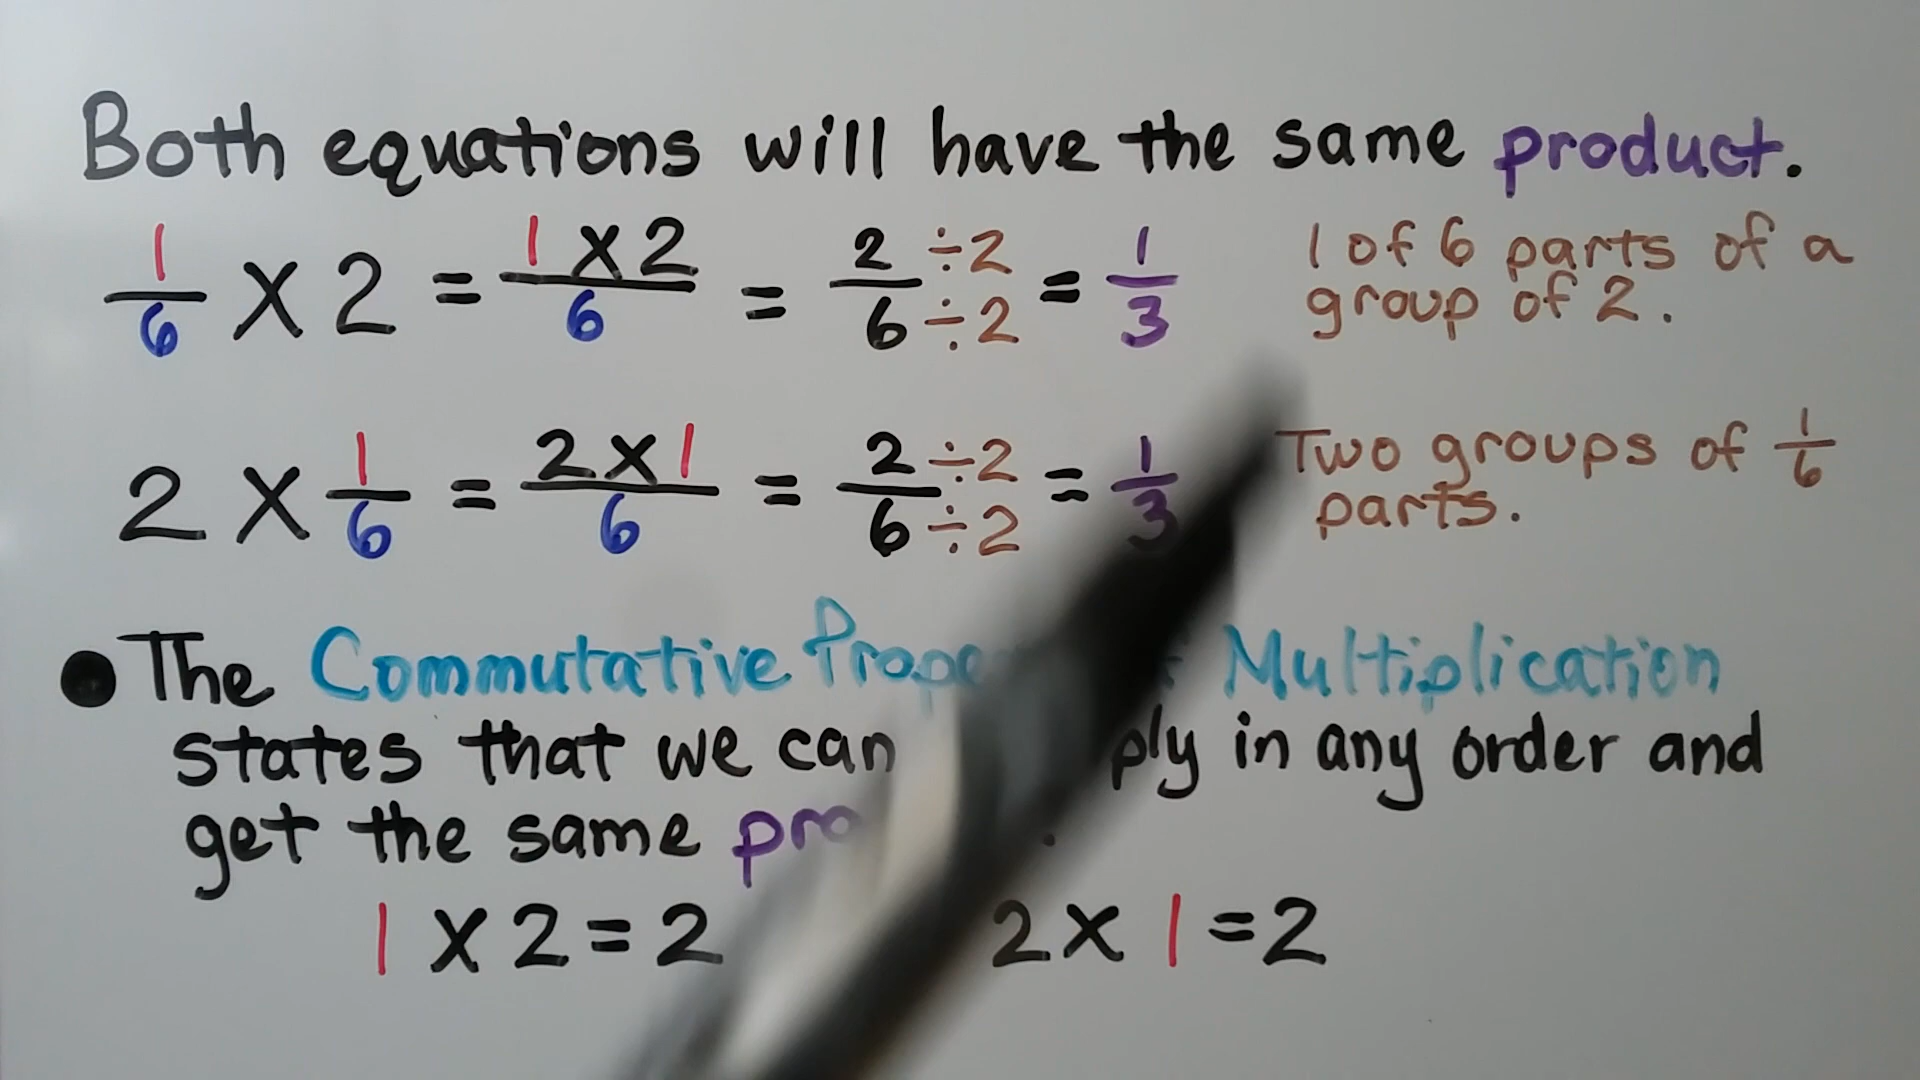 Both equations will have the same product.
1/6 × 2 = 1 × 2/6 = 2 ÷2/6 ÷2 = 1/3
1 of 6 parts of a
group of 2.
2 × 1/6 = 2 × 1/6 = 2 ÷2/6 ÷2 = 1/3
Two groups of 1/6
parts.
● The Commutative Multiplication
states that we can in any order and
get the same
1 × 2 = 2 2 × 1 = 2